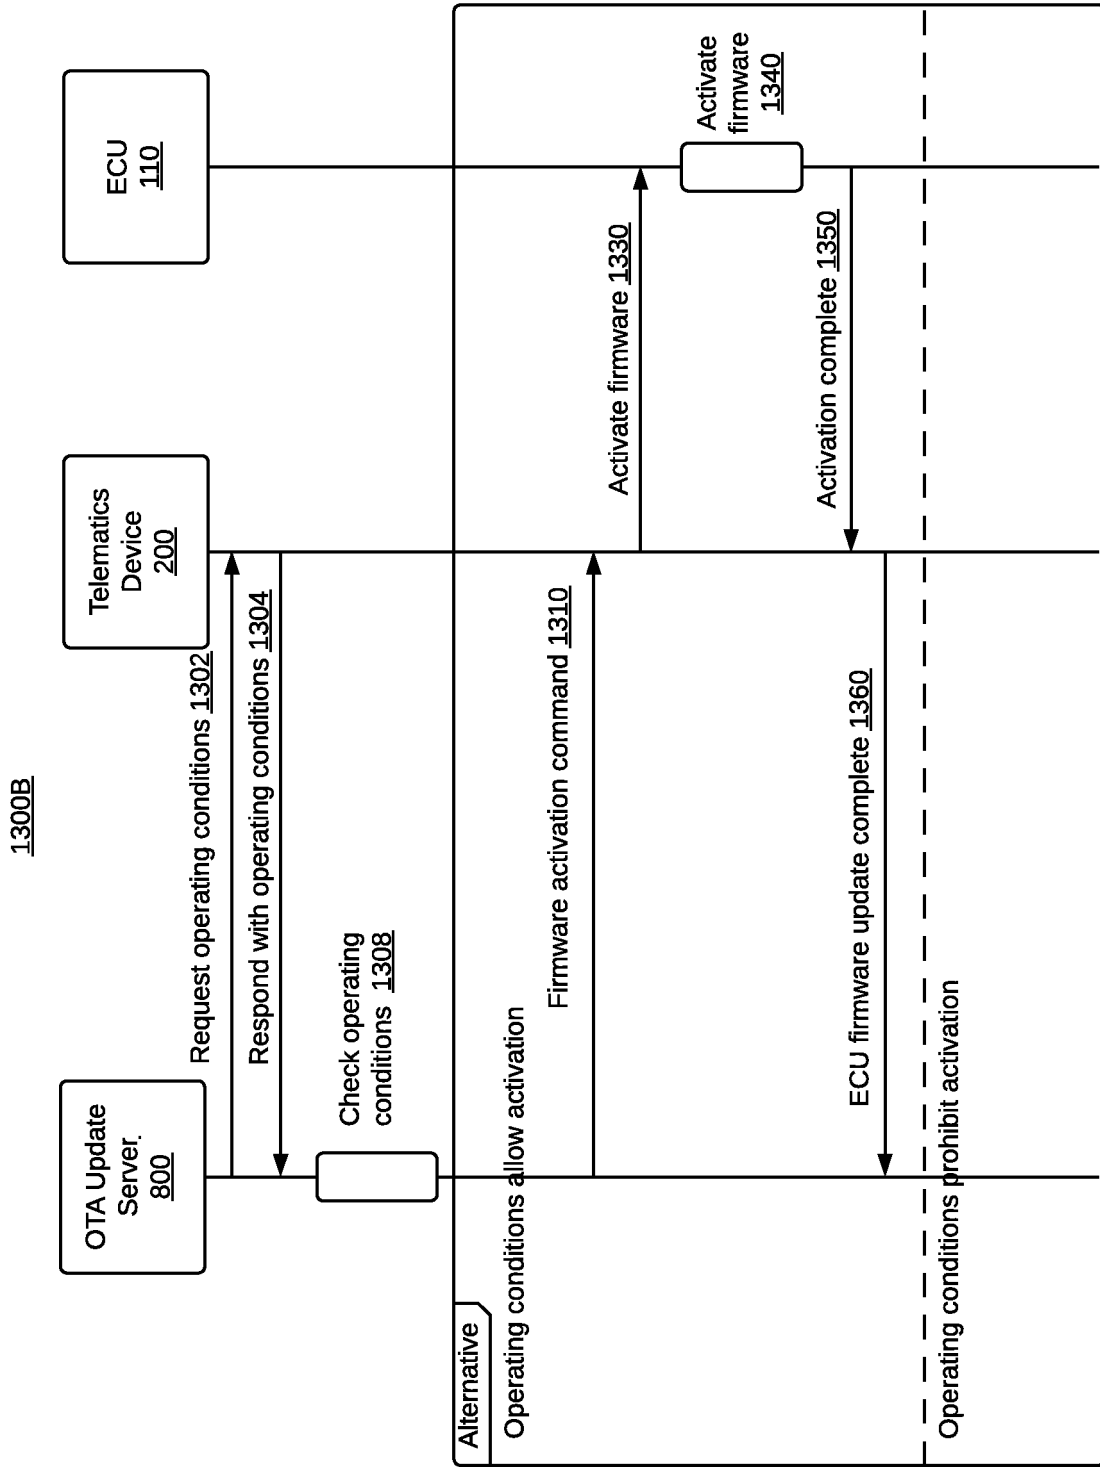 1300B
OTA Update
Server.
800
Telematics
Device
200
ECU
110
Request operating conditions 1302
Respond with operating conditions 1304
Check operating
conditions 1308
Alternative
Operating conditions allow activation
Firmware activation command 1310
Activate firmware 1330
Activate
firmware
1340
Activation complete 1350
ECU firmware update complete 1360
Operating conditions prohibit activation